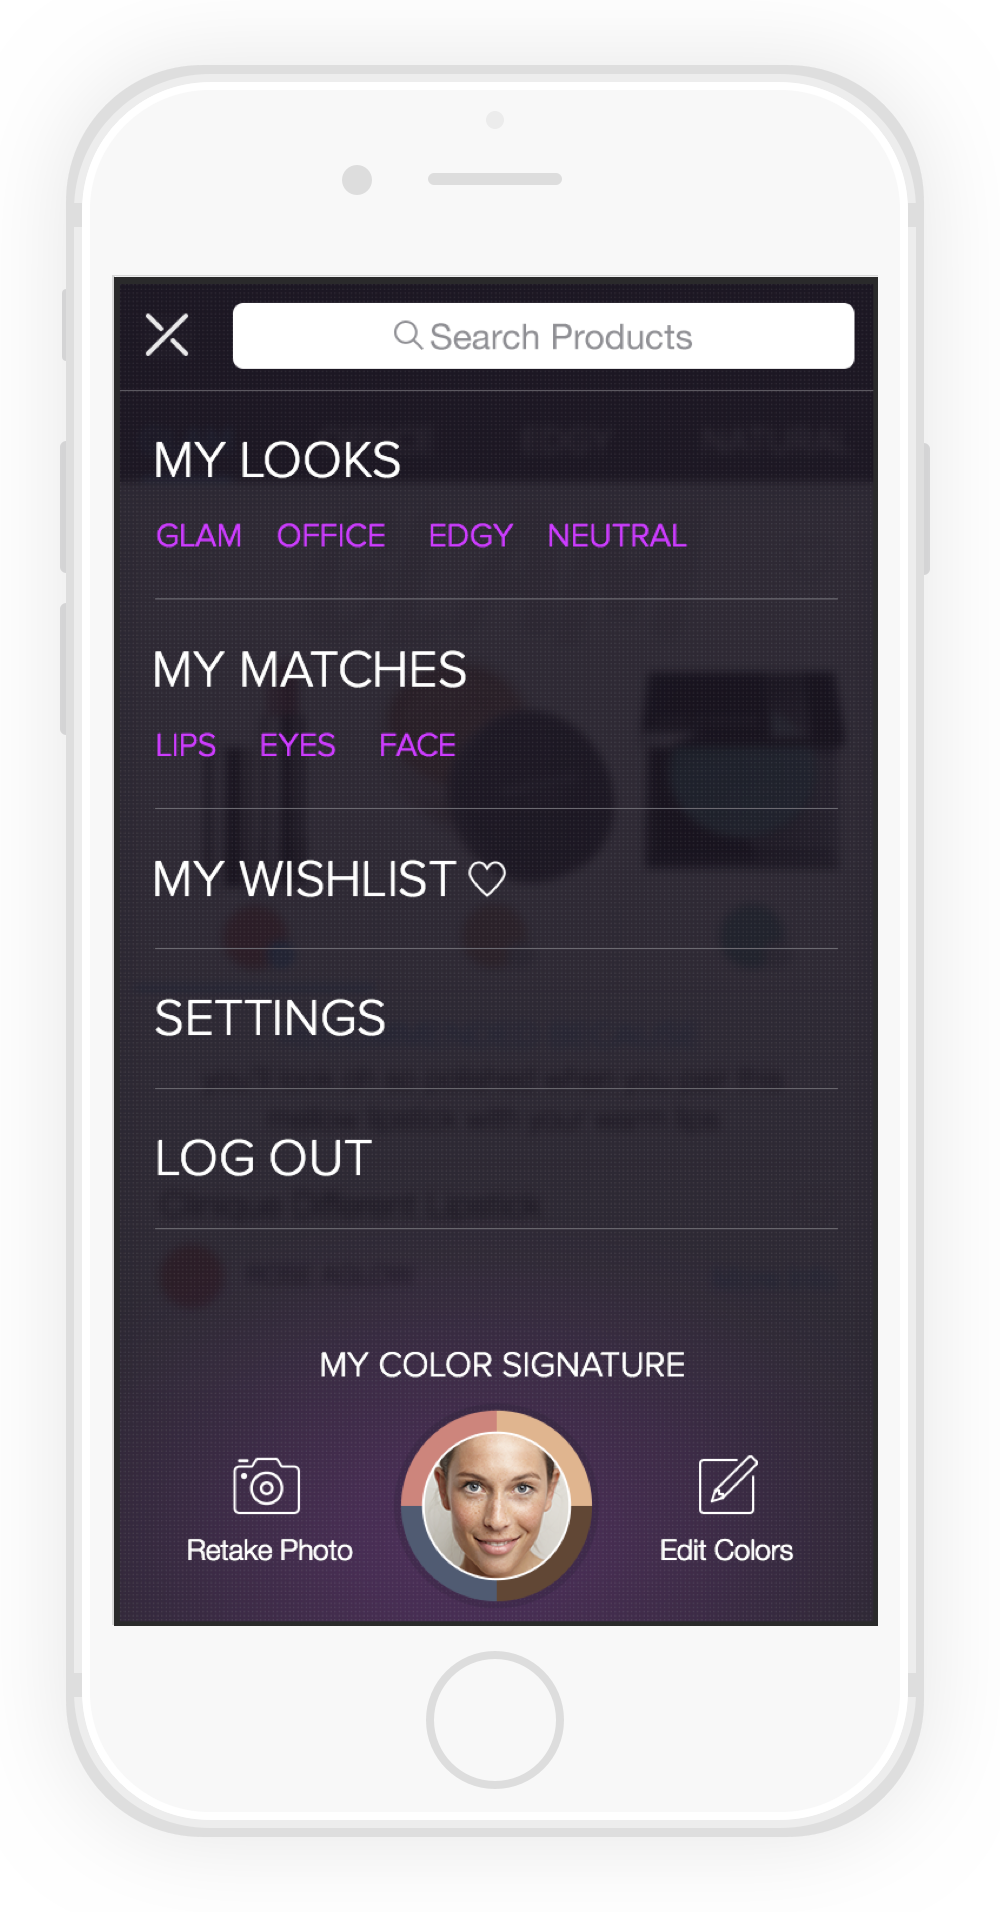 Search Products
MY LOOKS
GLAM OFFICE EDGY NEUTRAL
MY MATCHES
LIPS EYES FACE
MY WISHLIST
SETTINGS
LOG OUT
MY COLOR SIGNATURE
Retake Photo Edit Colors